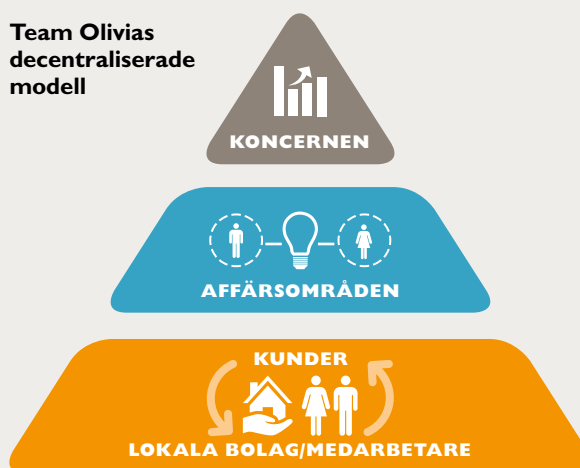 Team Olivias
decentraliserade
modell
KONCERNEN
AFFÄRSOMRÅDEN
KUNDER
LOKALA BOLAG/MEDARBETARE